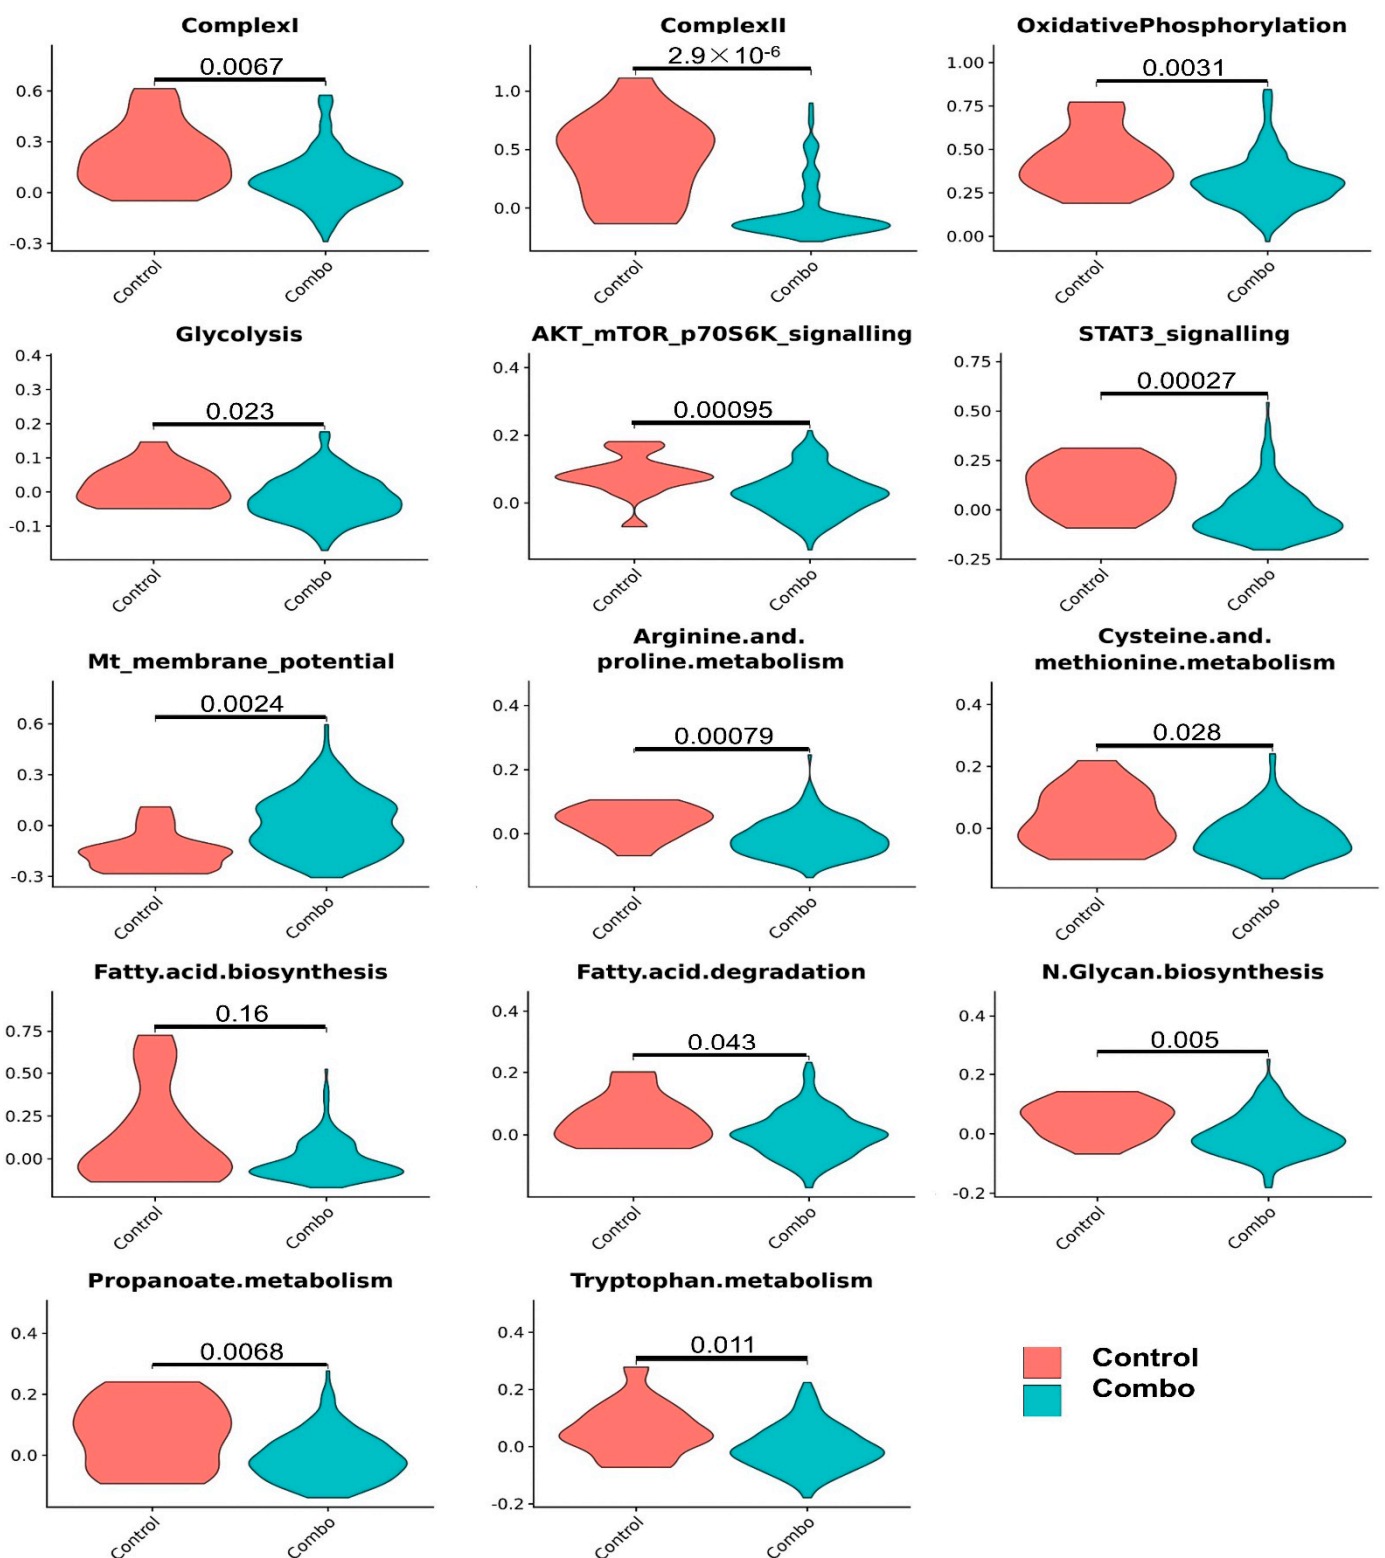 ComplexI
ComplexII
OxidativePhosphorylation
0.0067
2.9×10⁻⁶
0.0031
0.6
0.3
0.0
-0.3
1.0
0.5
0.0
1.00
0.75
0.50
0.25
0.00
Control
Combo
Control
Combo
Control
Combo
Glycolysis
AKT_mTOR_p70S6K_signalling
STAT3_signalling
0.023
0.00095
0.00027
0.4
0.3
0.2
0.1
0.0
-0.1
0.4
0.2
0.0
0.75
0.50
0.25
0.00
-0.25
Control
Combo
Control
Combo
Control
Combo
Mt_membrane_potential
Arginine.and.
proline.metabolism
Cysteine.and.
methionine.metabolism
0.0024
0.00079
0.028
0.6
0.3
0.0
-0.3
0.4
0.2
0.0
0.4
0.2
0.0
Control
Combo
Control
Combo
Control
Combo
Fatty.acid.biosynthesis
Fatty.acid.degradation
N.Glycan.biosynthesis
0.16
0.043
0.005
0.75
0.50
0.25
0.00
0.4
0.2
0.0
0.4
0.2
0.0
-0.2
Control
Combo
Control
Combo
Control
Combo
Propanoate.metabolism
Tryptophan.metabolism
0.0068
0.011
0.4
0.2
0.0
0.4
0.2
0.0
-0.2
Control
Combo
Control
Combo
Control
Combo